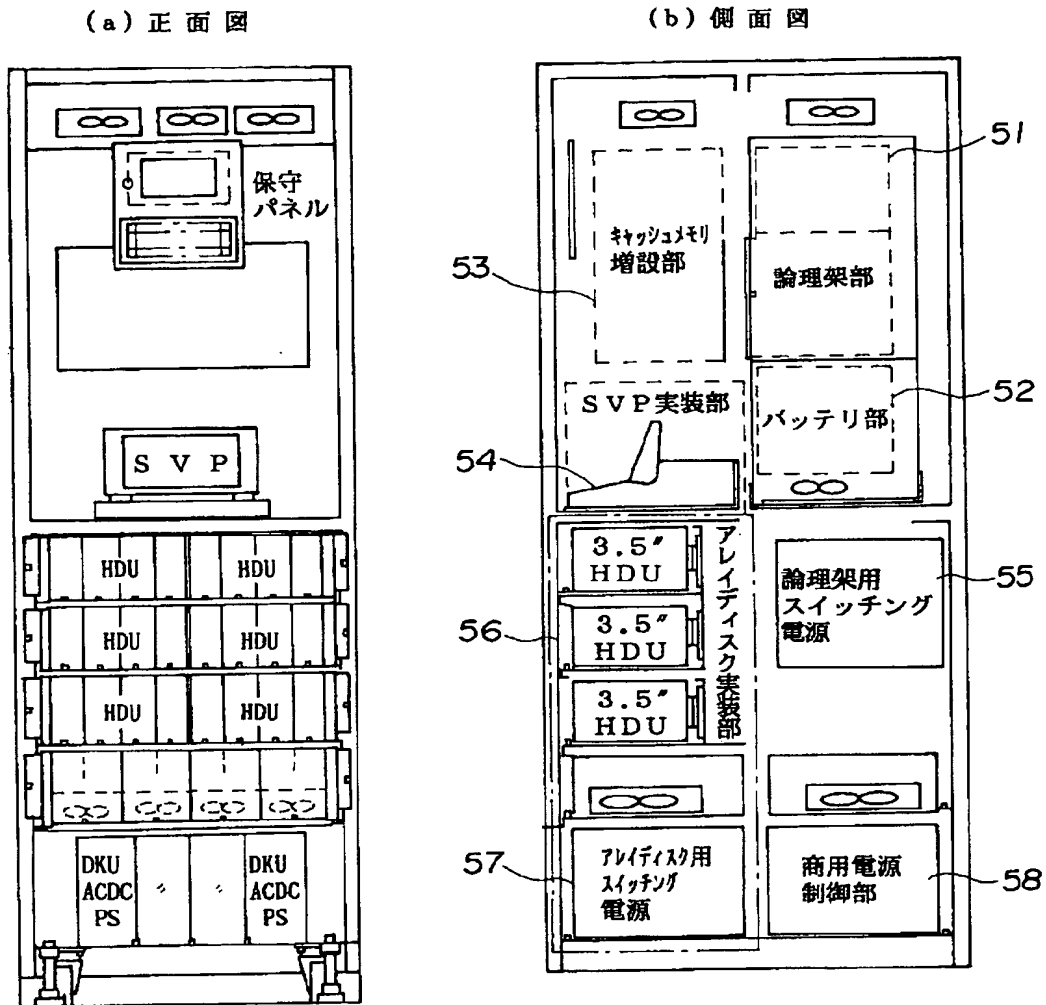 (a) 正面図
保守
パネル
SVP
HDU HDU
HDU HDU
HDU HDU
DKU
ACDC
PS
〃
〃
DKU
ACDC
PS
(b) 側面図
51
キャッシュメモリ
増設部
53
論理架部
SVP実装部
52
バッテリ部
54
3.5″
HDU
3.5″
HDU
3.5″
HDU
アレイディスク実装部
論理架用
スイッチング
電源
55
56
アレイディスク用
スイッチング
電源
57
商用電源
制御部
58